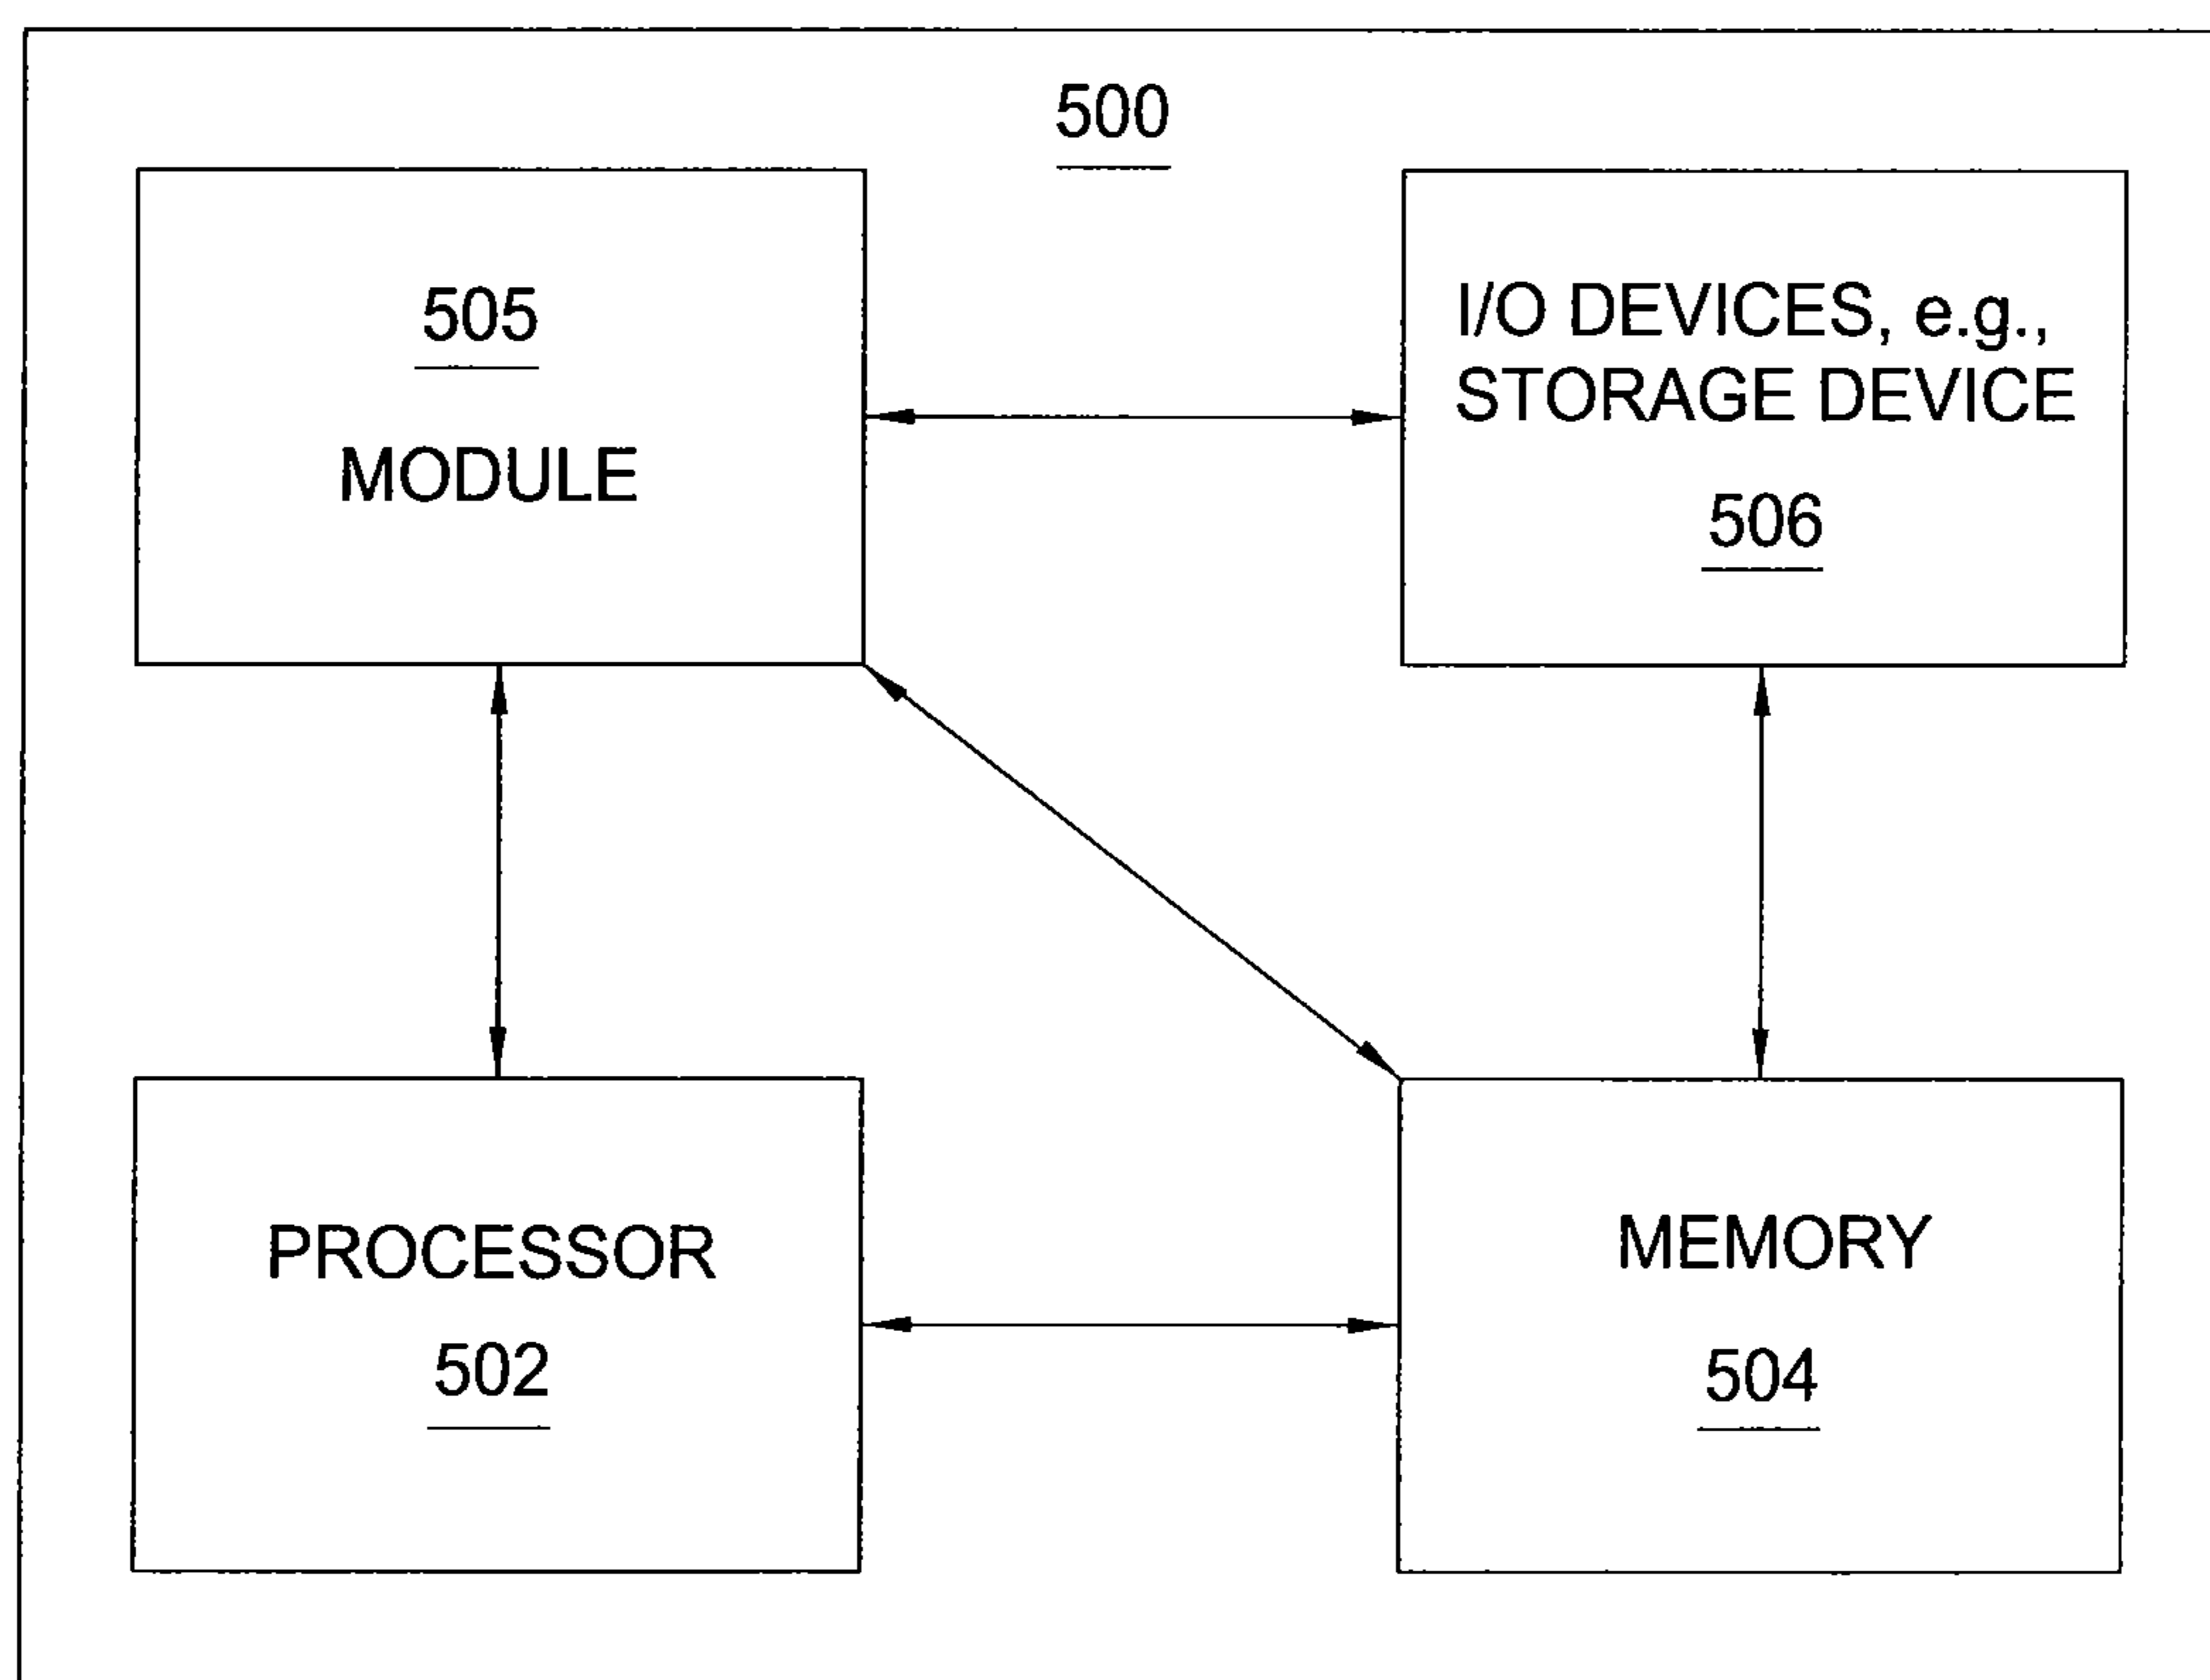 500
505
MODULE
I/O DEVICES, e.g.,
STORAGE DEVICE
506
PROCESSOR
502
MEMORY
504